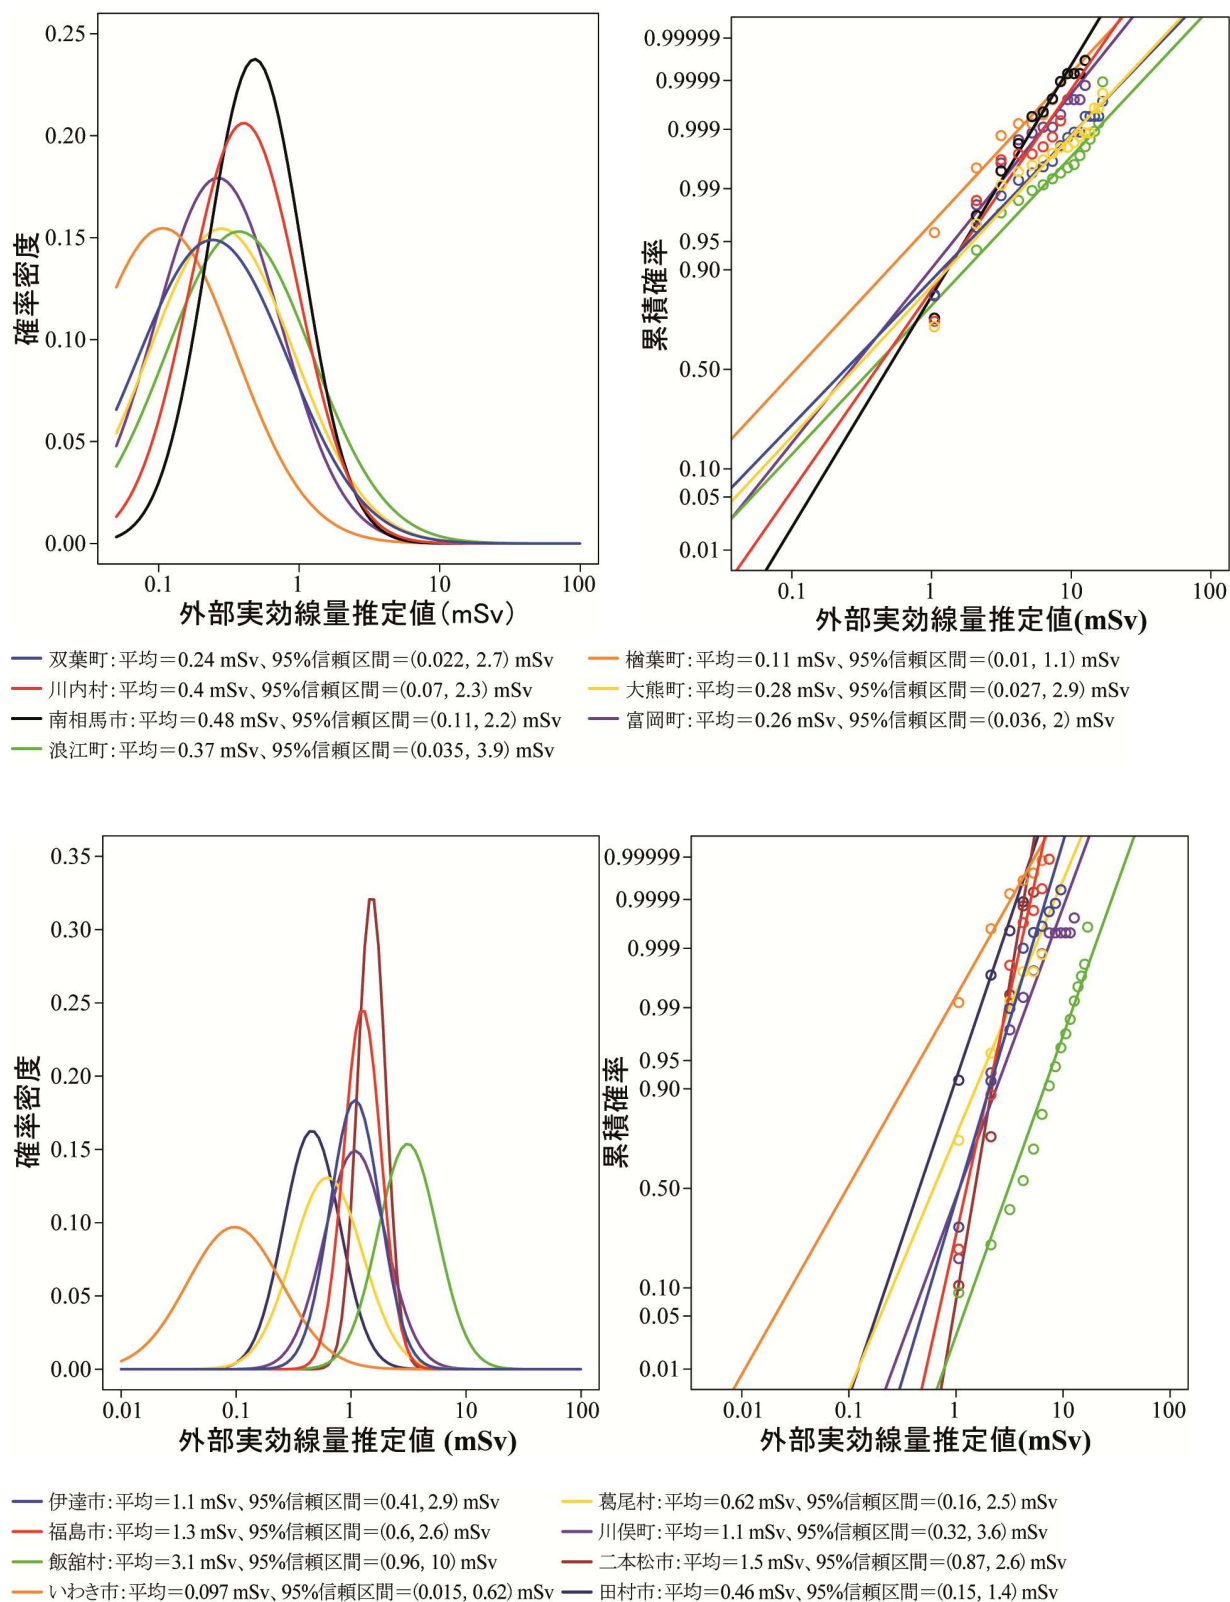 0.25
0.20
0.15
0.10
0.05
0.00
確率密度
0.1
1
10
100
外部実効線量推定値(mSv)
0.99999
0.9999
0.999
0.99
0.95
0.90
0.50
0.10
0.05
0.01
累積確率
0.1
1
10
100
外部実効線量推定値(mSv)
双葉町:平均=0.24 mSv、95%信頼区間=(0.022, 2.7) mSv
川内村:平均=0.4 mSv、95%信頼区間=(0.07, 2.3) mSv
南相馬市:平均=0.48 mSv、95%信頼区間=(0.11, 2.2) mSv
浪江町:平均=0.37 mSv、95%信頼区間=(0.035, 3.9) mSv
楢葉町:平均=0.11 mSv、95%信頼区間=(0.01, 1.1) mSv
大熊町:平均=0.28 mSv、95%信頼区間=(0.027, 2.9) mSv
富岡町:平均=0.26 mSv、95%信頼区間=(0.036, 2) mSv
0.35
0.30
0.25
0.20
0.15
0.10
0.05
0.00
確率密度
0.01
0.1
1
10
100
外部実効線量推定値 (mSv)
0.99999
0.9999
0.999
0.99
0.95
0.90
0.50
0.10
0.05
0.01
累積確率
0.01
0.1
1
10
100
外部実効線量推定値(mSv)
伊達市:平均=1.1 mSv、95%信頼区間=(0.41, 2.9) mSv
福島市:平均=1.3 mSv、95%信頼区間=(0.6, 2.6) mSv
飯舘村:平均=3.1 mSv、95%信頼区間=(0.96, 10) mSv
いわき市:平均=0.097 mSv、95%信頼区間=(0.015, 0.62) mSv
葛尾村:平均=0.62 mSv、95%信頼区間=(0.16, 2.5) mSv
川俣町:平均=1.1 mSv、95%信頼区間=(0.32, 3.6) mSv
二本松市:平均=1.5 mSv、95%信頼区間=(0.87, 2.6) mSv
田村市:平均=0.46 mSv、95%信頼区間=(0.15, 1.4) mSv